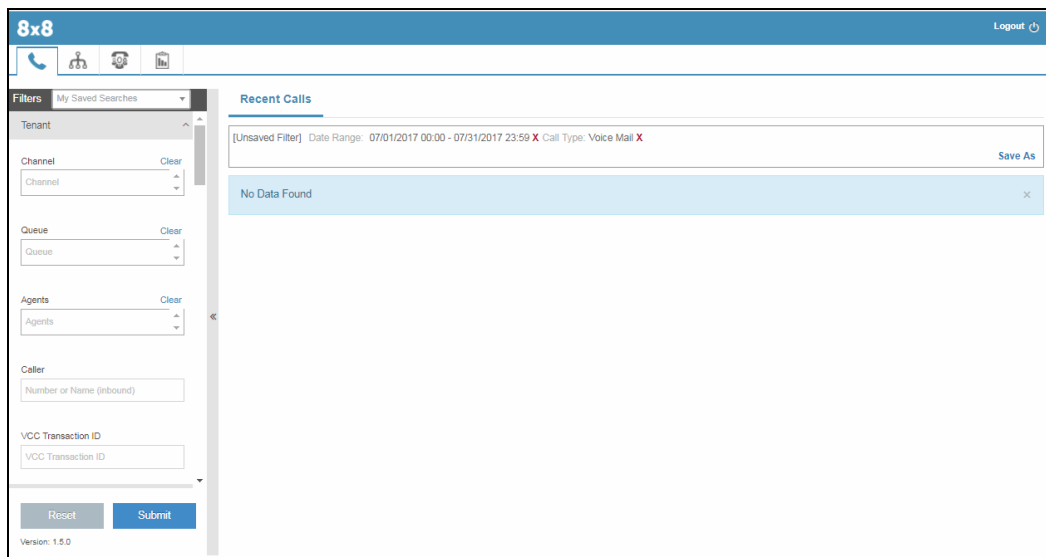 8x8
Logout
Filters
My Saved Searches
Tenant
Channel
Clear
Channel
Queue
Clear
Queue
Agents
Clear
Agents
Caller
Number or Name (inbound)
VCC Transaction ID
VCC Transaction ID
Reset
Submit
Version: 1.5.0
«
Recent Calls
[Unsaved Filter] Date Range: 07/01/2017 00:00 - 07/31/2017 23:59 X Call Type: Voice Mail X
Save As
No Data Found
×